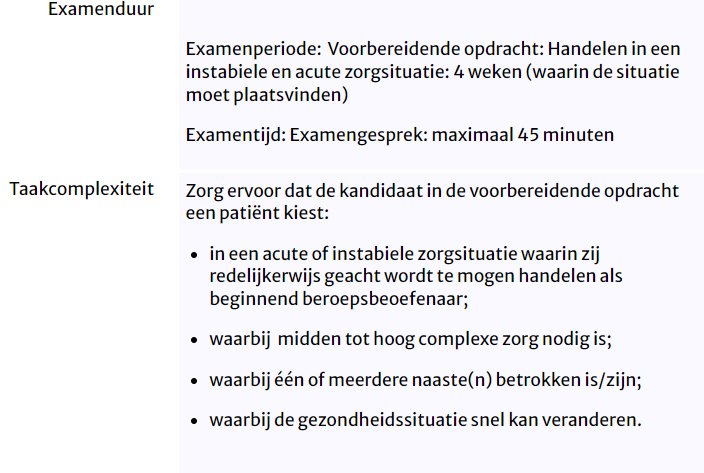 Examenduur
Examenperiode: Voorbereidende opdracht: Handelen in een
instabiele en acute zorgsituatie: 4 weken (waarin de situatie
moet plaatsvinden)
Examentijd: Examengesprek: maximaal 45 minuten
Taakcomplexiteit
Zorg ervoor dat de kandidaat in de voorbereidende opdracht
een patiënt kiest:
• in een acute of instabiele zorgsituatie waarin zij
redelijkerwijs geacht wordt te mogen handelen als
beginnend beroepsbeoefenaar;
• waarbij midden tot hoog complexe zorg nodig is;
• waarbij één of meerdere naaste(n) betrokken is/zijn;
• waarbij de gezondheidssituatie snel kan veranderen.